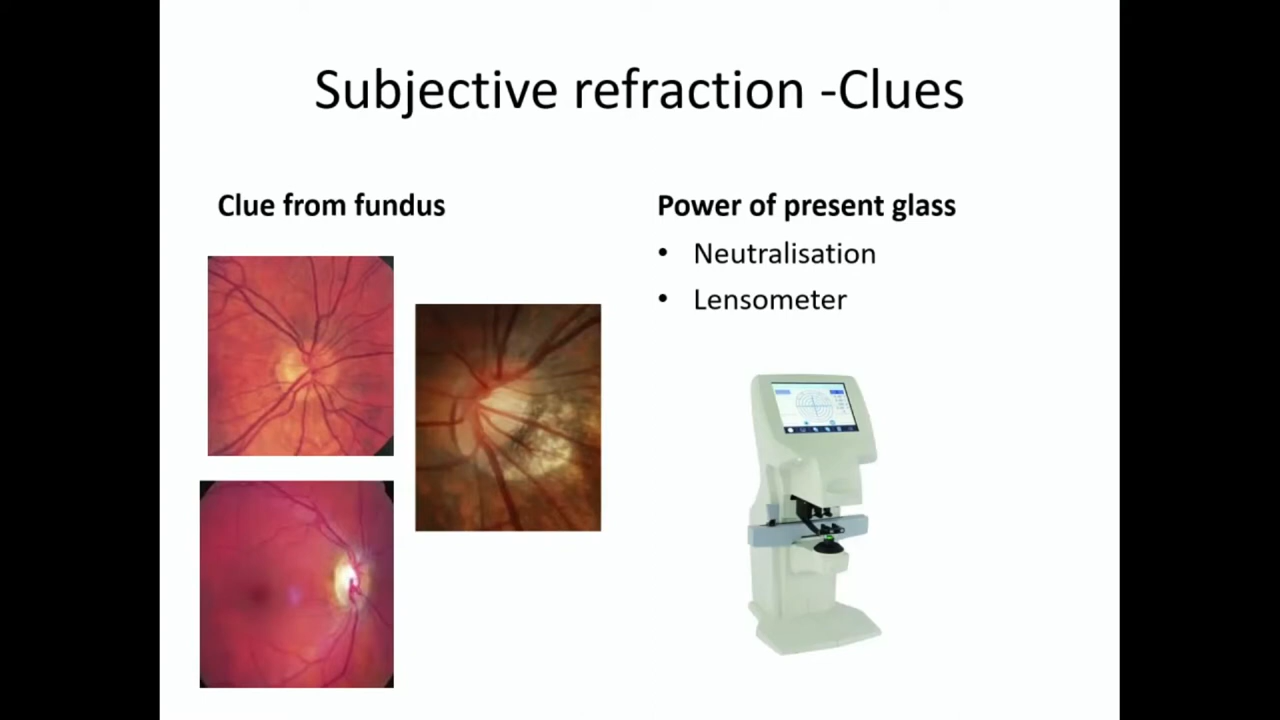 Subjective refraction -Clues
Clue from fundus
Power of present glass
• Neutralisation
• Lensometer